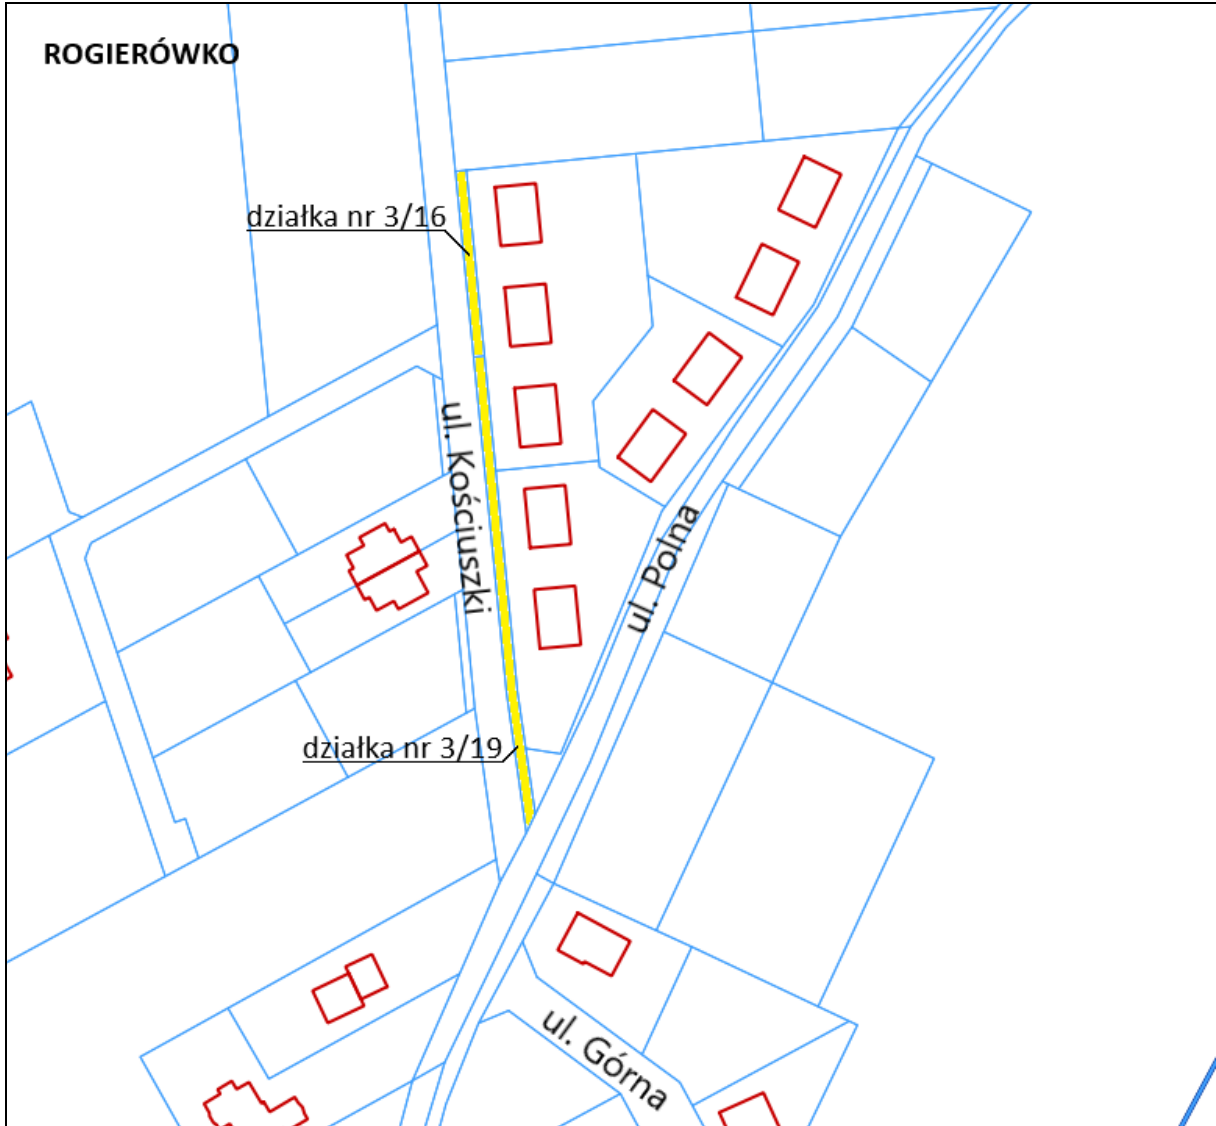 ROGIERÓWKO
działka nr 3/16
ul. Kościuszki
ul. Polna
działka nr 3/19
ul. Górna